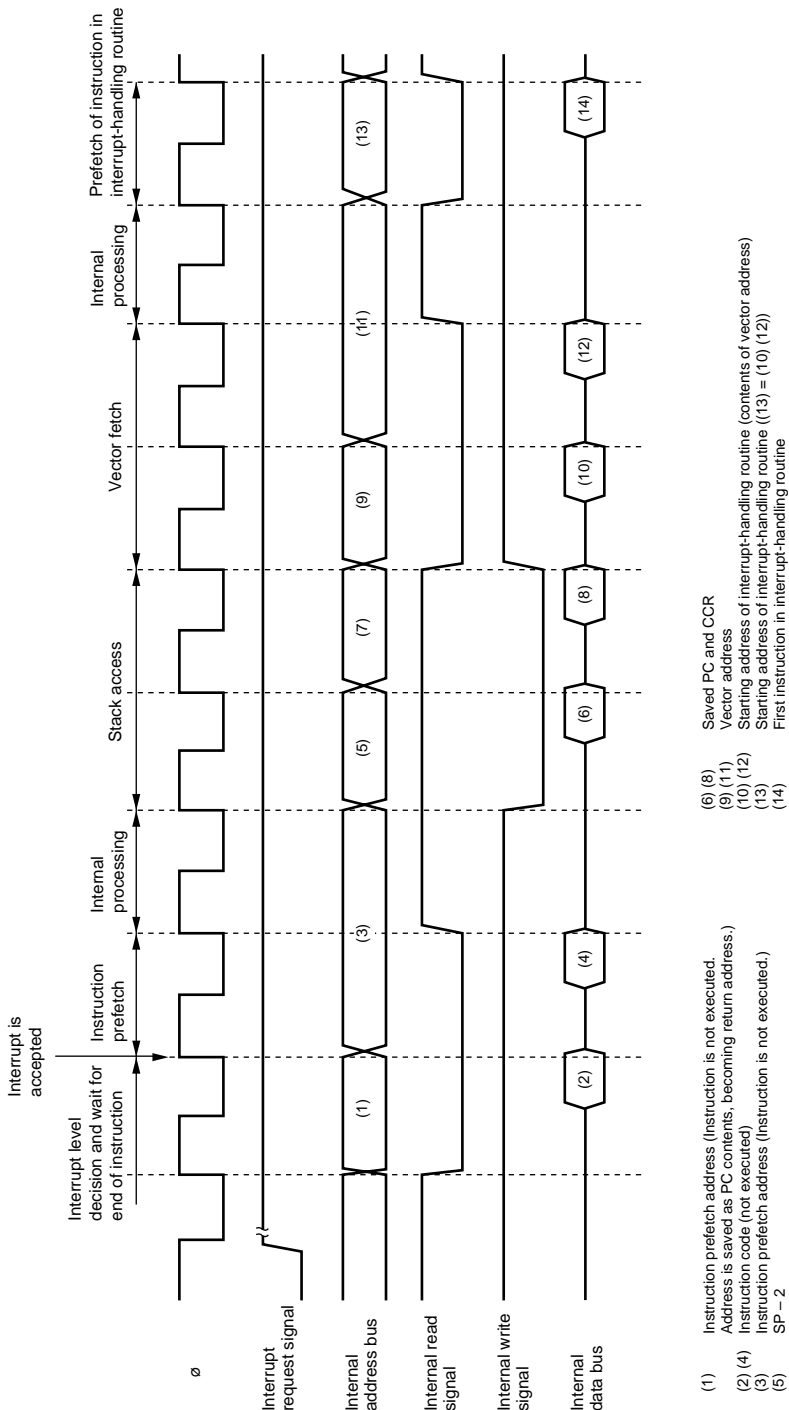 Interrupt is
accepted
Interrupt level
decision and wait for
end of instruction
Instruction
prefetch
Internal
processing
Stack access
Vector fetch
Internal
processing
Prefetch of instruction in
interrupt-handling routine
ø
Interrupt
request signal
Internal
address bus
(1)
(3)
(5)
(7)
(9)
(11)
(13)
Internal read
signal
Internal write
signal
Internal
data bus
(2)
(4)
(6)
(8)
(10)
(12)
(14)
(1) Instruction prefetch address (Instruction is not executed.
Address is saved as PC contents, becoming return address.)
(2) (4) Instruction code (not executed)
(3) Instruction prefetch address (Instruction is not executed.)
(5) SP – 2
(6) (8) Saved PC and CCR
(9) (11) Vector address
(10) (12) Starting address of interrupt-handling routine (contents of vector address)
(13) Starting address of interrupt-handling routine ((13) = (10) (12))
(14) First instruction in interrupt-handling routine